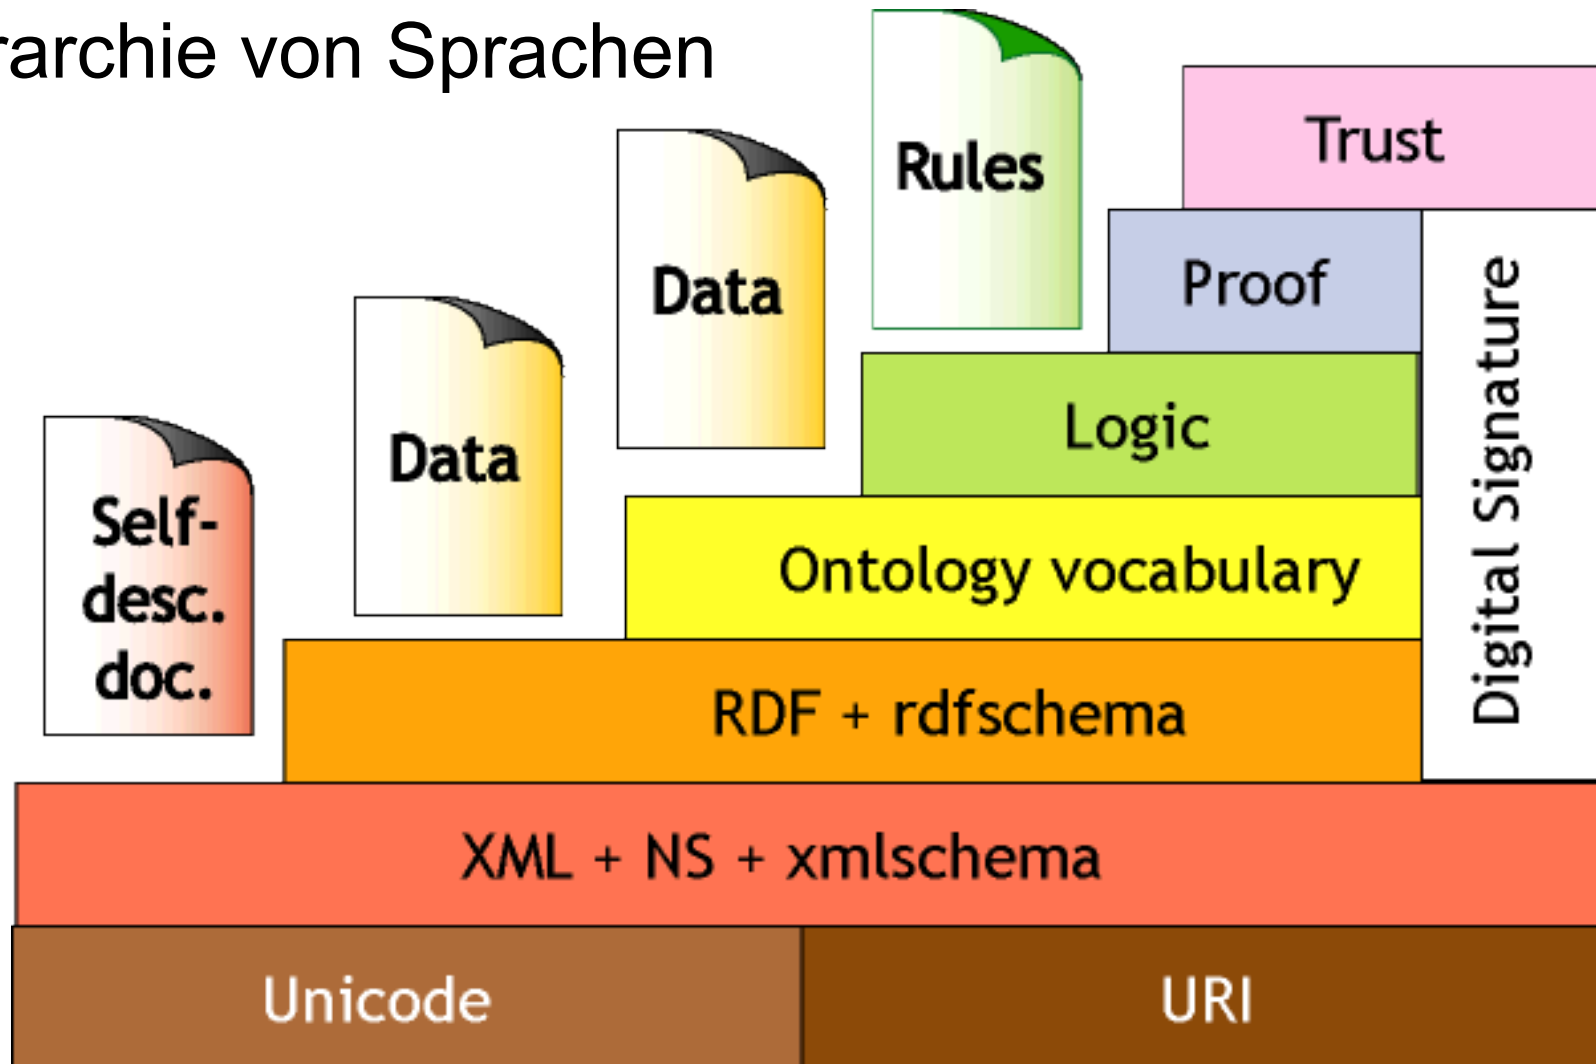 rarchie von Sprachen
Rules
Trust
Data
Proof
Data
Logic
Self-
desc.
doc.
Ontology vocabulary
Digital Signature
RDF + rdfschema
XML + NS + xmlschema
Unicode
URI